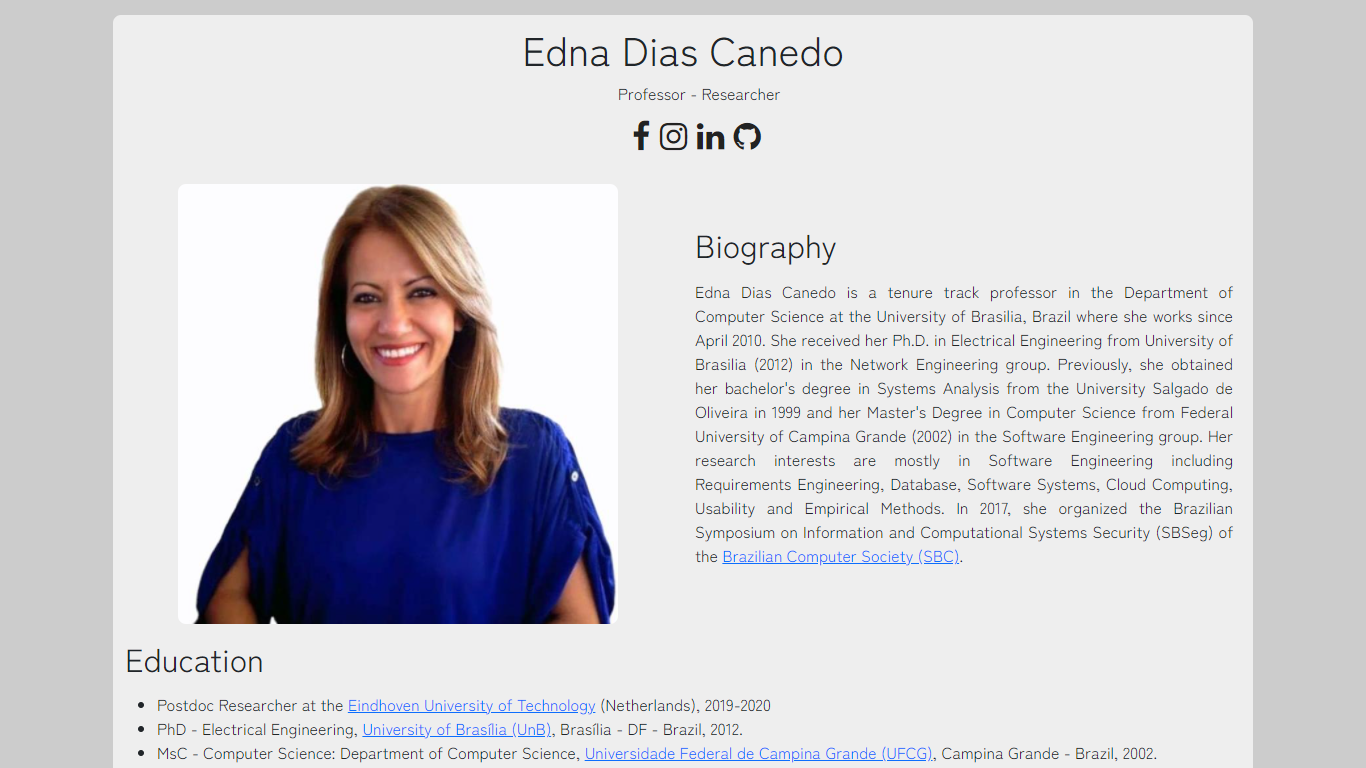 Edna Dias Canedo
Professor - Researcher
Biography
Edna Dias Canedo is a tenure track professor in the Department of
Computer Science at the University of Brasilia, Brazil where she works since
April 2010. She received her Ph.D. in Electrical Engineering from University of
Brasilia (2012) in the Network Engineering group. Previously, she obtained
her bachelor's degree in Systems Analysis from the University Salgado de
Oliveira in 1999 and her Master's Degree in Computer Science from Federal
University of Campina Grande (2002) in the Software Engineering group. Her
research interests are mostly in Software Engineering including
Requirements Engineering, Database, Software Systems, Cloud Computing,
Usability and Empirical Methods. In 2017, she organized the Brazilian
Symposium on Information and Computational Systems Security (SBSeg) of
the Brazilian Computer Society (SBC).
Education
• Postdoc Researcher at the Eindhoven University of Technology (Netherlands), 2019-2020
• PhD - Electrical Engineering, University of Brasília (UnB), Brasília - DF - Brazil, 2012.
• MsC - Computer Science: Department of Computer Science, Universidade Federal de Campina Grande (UFCG), Campina Grande - Brazil, 2002.